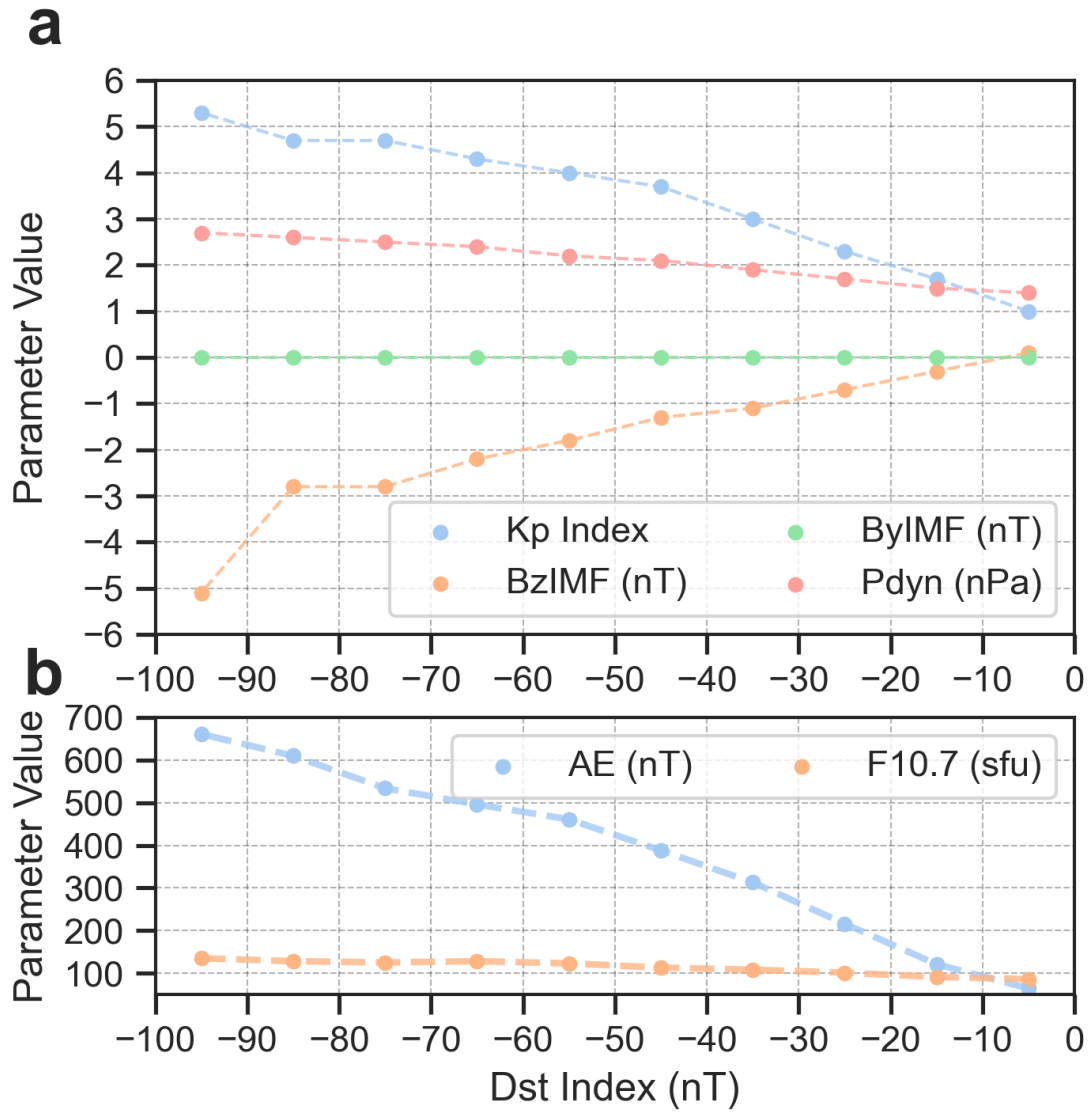 a
Parameter Value
6
5
4
3
2
1
0
−1
−2
−3
−4
−5
−6
Kp Index ByIMF (nT)
BzIMF (nT) Pdyn (nPa)
−100 −90 −80 −70 −60 −50 −40 −30 −20 −10 0
b
Parameter Value
700
600
500
400
300
200
100
AE (nT) F10.7 (sfu)
−100 −90 −80 −70 −60 −50 −40 −30 −20 −10 0
Dst Index (nT)